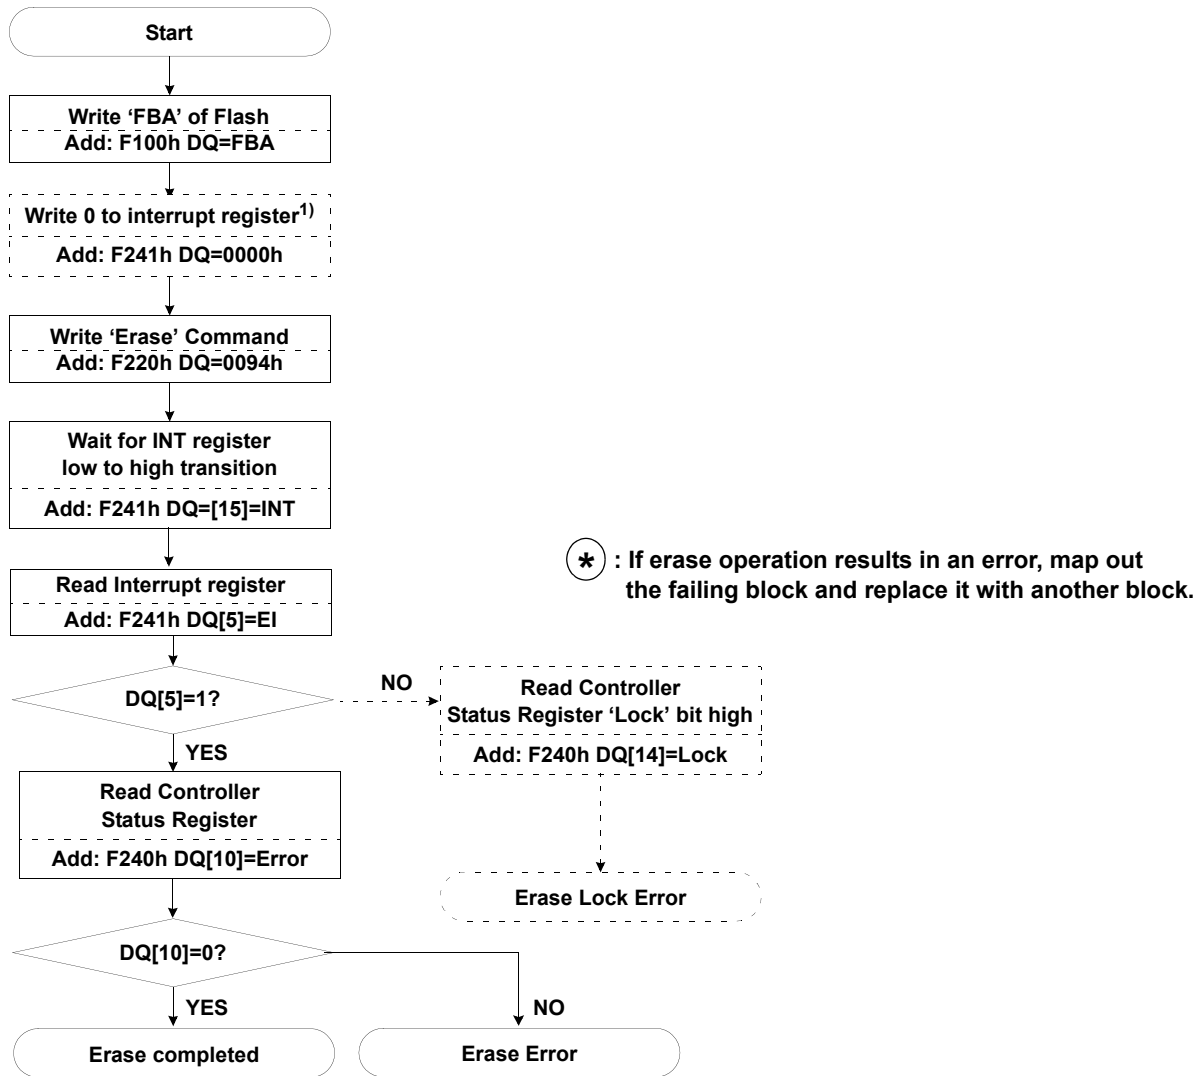 Start
Write ‘FBA’ of Flash
Add: F100h DQ=FBA
Write 0 to interrupt register1)
Add: F241h DQ=0000h
Write ‘Erase’ Command
Add: F220h DQ=0094h
Wait for INT register
low to high transition
Add: F241h DQ=[15]=INT
* : If erase operation results in an error, map out
the failing block and replace it with another block.
Read Interrupt register
Add: F241h DQ[5]=EI
DQ[5]=1?
NO
Read Controller
Status Register ‘Lock’ bit high
Add: F240h DQ[14]=Lock
YES
Read Controller
Status Register
Add: F240h DQ[10]=Error
Erase Lock Error
DQ[10]=0?
YES
NO
Erase completed
Erase Error